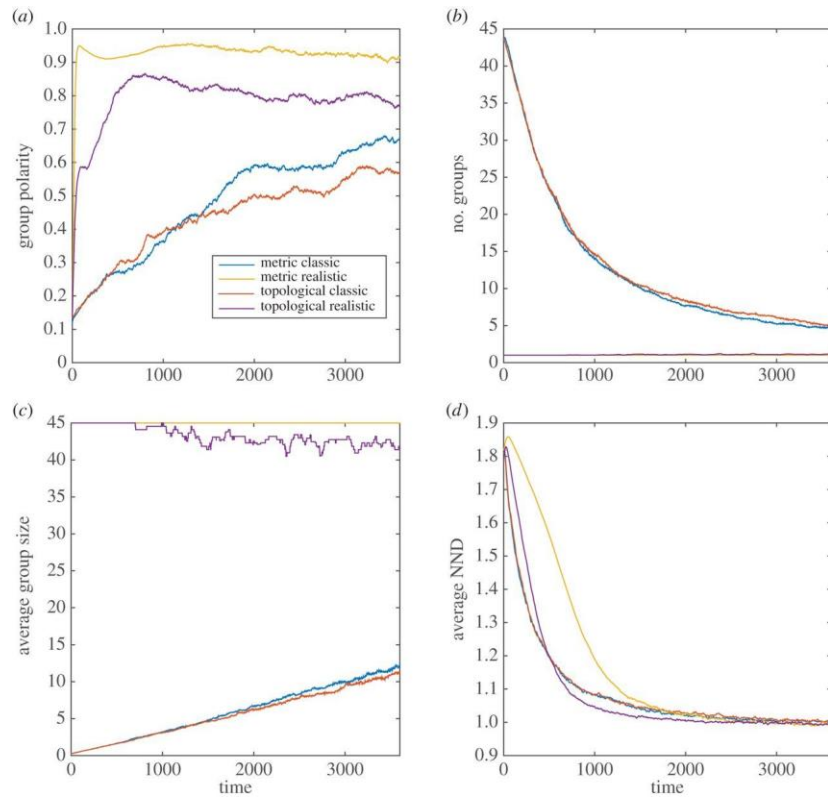 (a)
1.0
0.9
0.8
0.7
0.6
0.5
0.4
0.3
0.2
0.1
0
group polarity
0 1000 2000 3000
metric classic
metric realistic
topological classic
topological realistic
(b)
45
40
35
30
25
20
15
10
5
0
no. groups
0 1000 2000 3000
(c)
45
40
35
30
25
20
15
10
5
0
average group size
0 1000 2000 3000
time
(d)
1.9
1.8
1.7
1.6
1.5
1.4
1.3
1.2
1.1
1.0
0.9
average NND
0 1000 2000 3000
time